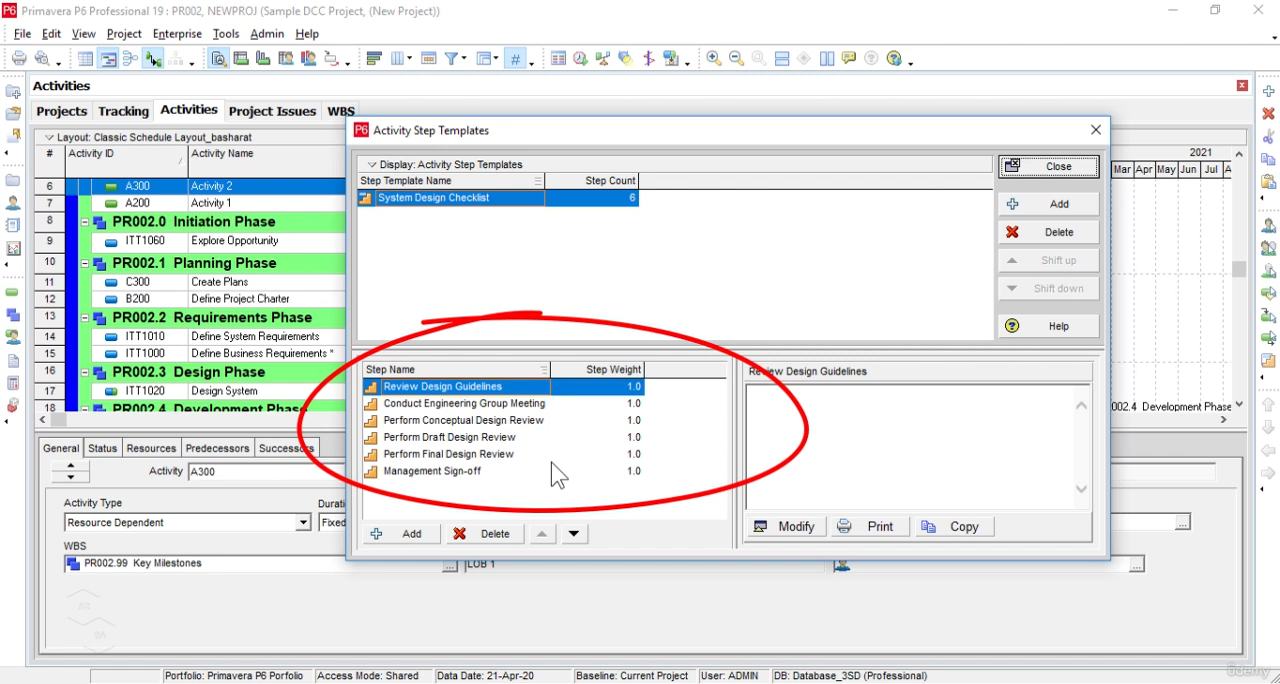 Primavera P6 Professional 19 : PR002, NEWPROJ (Sample DCC Project, (New Project))
File Edit View Project Enterprise Tools Admin Help
Activities
Projects Tracking Activities Project Issues WBS
Layout: Classic Schedule Layout_basharat
# Activity ID Activity Name
2021
Mar Apr May Jun Jul A
6 A300 Activity 2
7 A200 Activity 1
8 PR002.0 Initiation Phase
9 ITT1060 Explore Opportunity
10 PR002.1 Planning Phase
11 C300 Create Plans
12 B200 Define Project Charter
13 PR002.2 Requirements Phase
14 ITT1010 Define System Requirements
15 ITT1000 Define Business Requirements *
16 PR002.3 Design Phase
17 ITT1020 Design System
18 PR002.4 Development Phase
002.4 Development Phase
P6 Activity Step Templates
Display: Activity Step Templates
Step Template Name Step Count
System Design Checklist 6
Close
Add
Delete
Shift up
Shift down
Help
Step Name Step Weight
Review Design Guidelines 1.0
Conduct Engineering Group Meeting 1.0
Perform Conceptual Design Review 1.0
Perform Draft Design Review 1.0
Perform Final Design Review 1.0
Management Sign-off 1.0
Add Delete
Review Design Guidelines
Modify Print Copy
General Status Resources Predecessors Successors
Activity A300
Activity Type
Resource Dependent
Durati
Fixed
WBS
PR002.99 Key Milestones
LOB 1
Portfolio: Primavera P6 Porfolio Access Mode: Shared Data Date: 21-Apr-20 Baseline: Current Project User: ADMIN DB: Database_3SD (Professional)
ûdemy